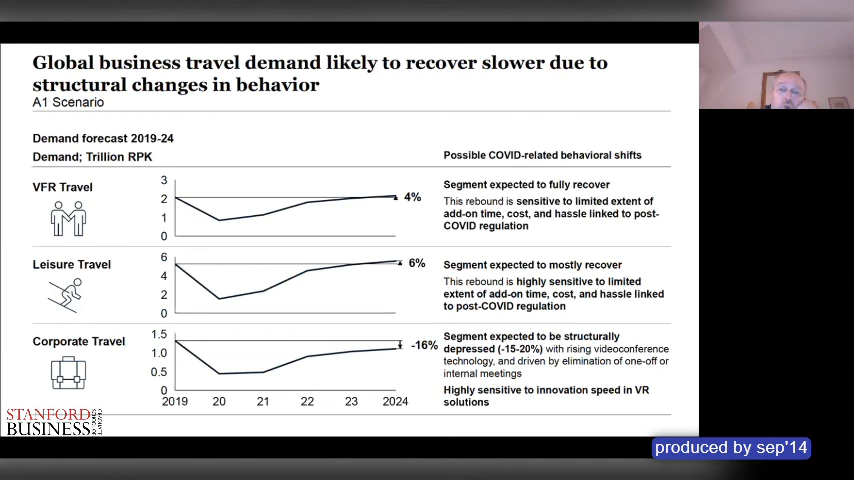 Global business travel demand likely to recover slower due to
structural changes in behavior
A1 Scenario
Demand forecast 2019-24
Demand; Trillion RPK
Possible COVID-related behavioral shifts
VFR Travel
3
2
1
0
4%
Segment expected to fully recover
This rebound is sensitive to limited extent of
add-on time, cost, and hassle linked to post-
COVID regulation
Leisure Travel
6
4
2
0
6%
Segment expected to mostly recover
This rebound is highly sensitive to limited
extent of add-on time, cost, and hassle linked
to post-COVID regulation
Corporate Travel
1.5
1.0
0.5
0
-16%
2019 20 21 22 23 2024
Segment expected to be structurally
depressed (-15-20%) with rising videoconference
technology, and driven by elimination of one-off or
internal meetings
Highly sensitive to innovation speed in VR
solutions
STANFORD
BUSINESS
produced by sep'14